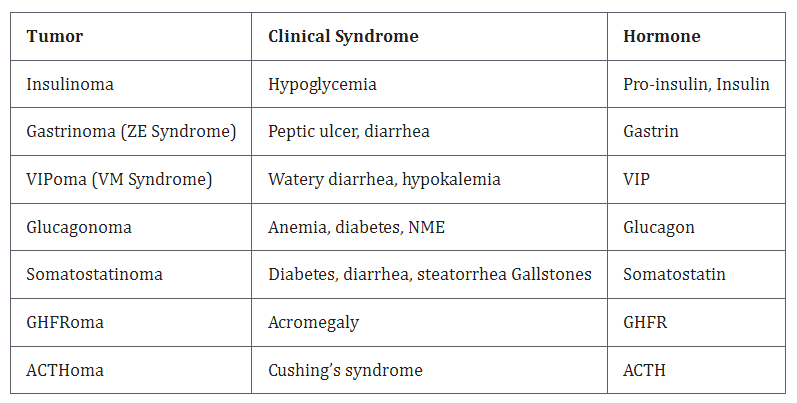 Tumor Clinical Syndrome Hormone
Insulinoma Hypoglycemia Pro-insulin, Insulin
Gastrinoma (ZE Syndrome) Peptic ulcer, diarrhea Gastrin
VIPoma (VM Syndrome) Watery diarrhea, hypokalemia VIP
Glucagonoma Anemia, diabetes, NME Glucagon
Somatostatinoma Diabetes, diarrhea, steatorrhea Gallstones Somatostatin
GHFRoma Acromegaly GHFR
ACTHoma Cushing’s syndrome ACTH